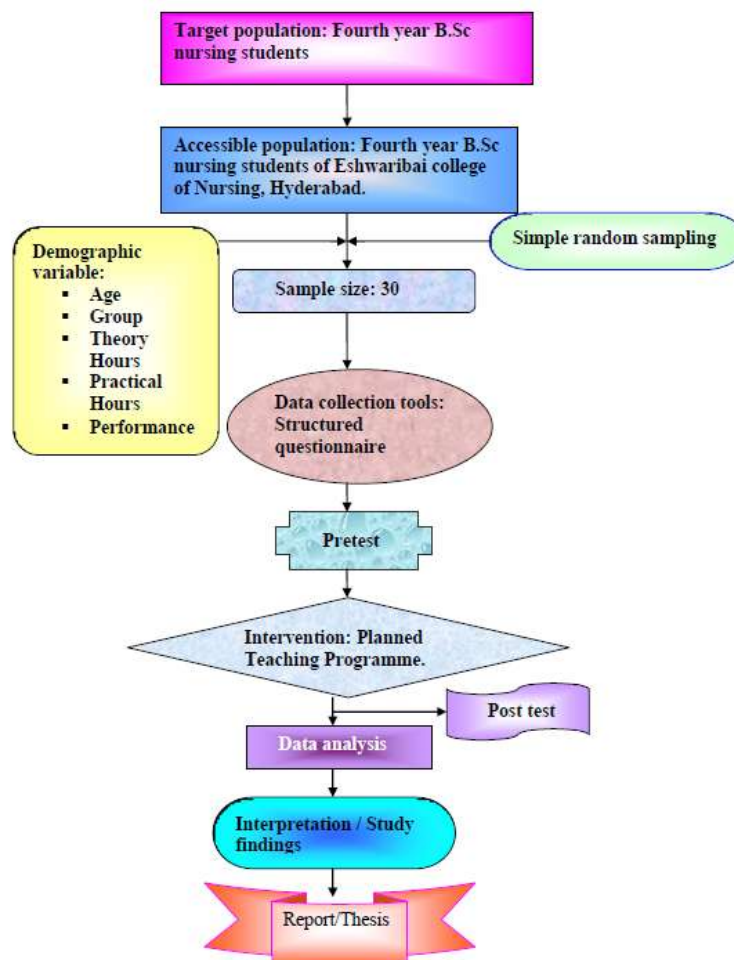 Target population: Fourth year B.Sc
nursing students
Accessible population: Fourth year B.Sc
nursing students of Eshwaribai college
of Nursing, Hyderabad.
Demographic
variable:
▪ Age
▪ Group
▪ Theory
Hours
▪ Practical
Hours
▪ Performance
Simple random sampling
Sample size: 30
Data collection tools:
Structured
questionnaire
Pretest
Intervention: Planned
Teaching Programme.
Post test
Data analysis
Interpretation / Study
findings
Report/Thesis